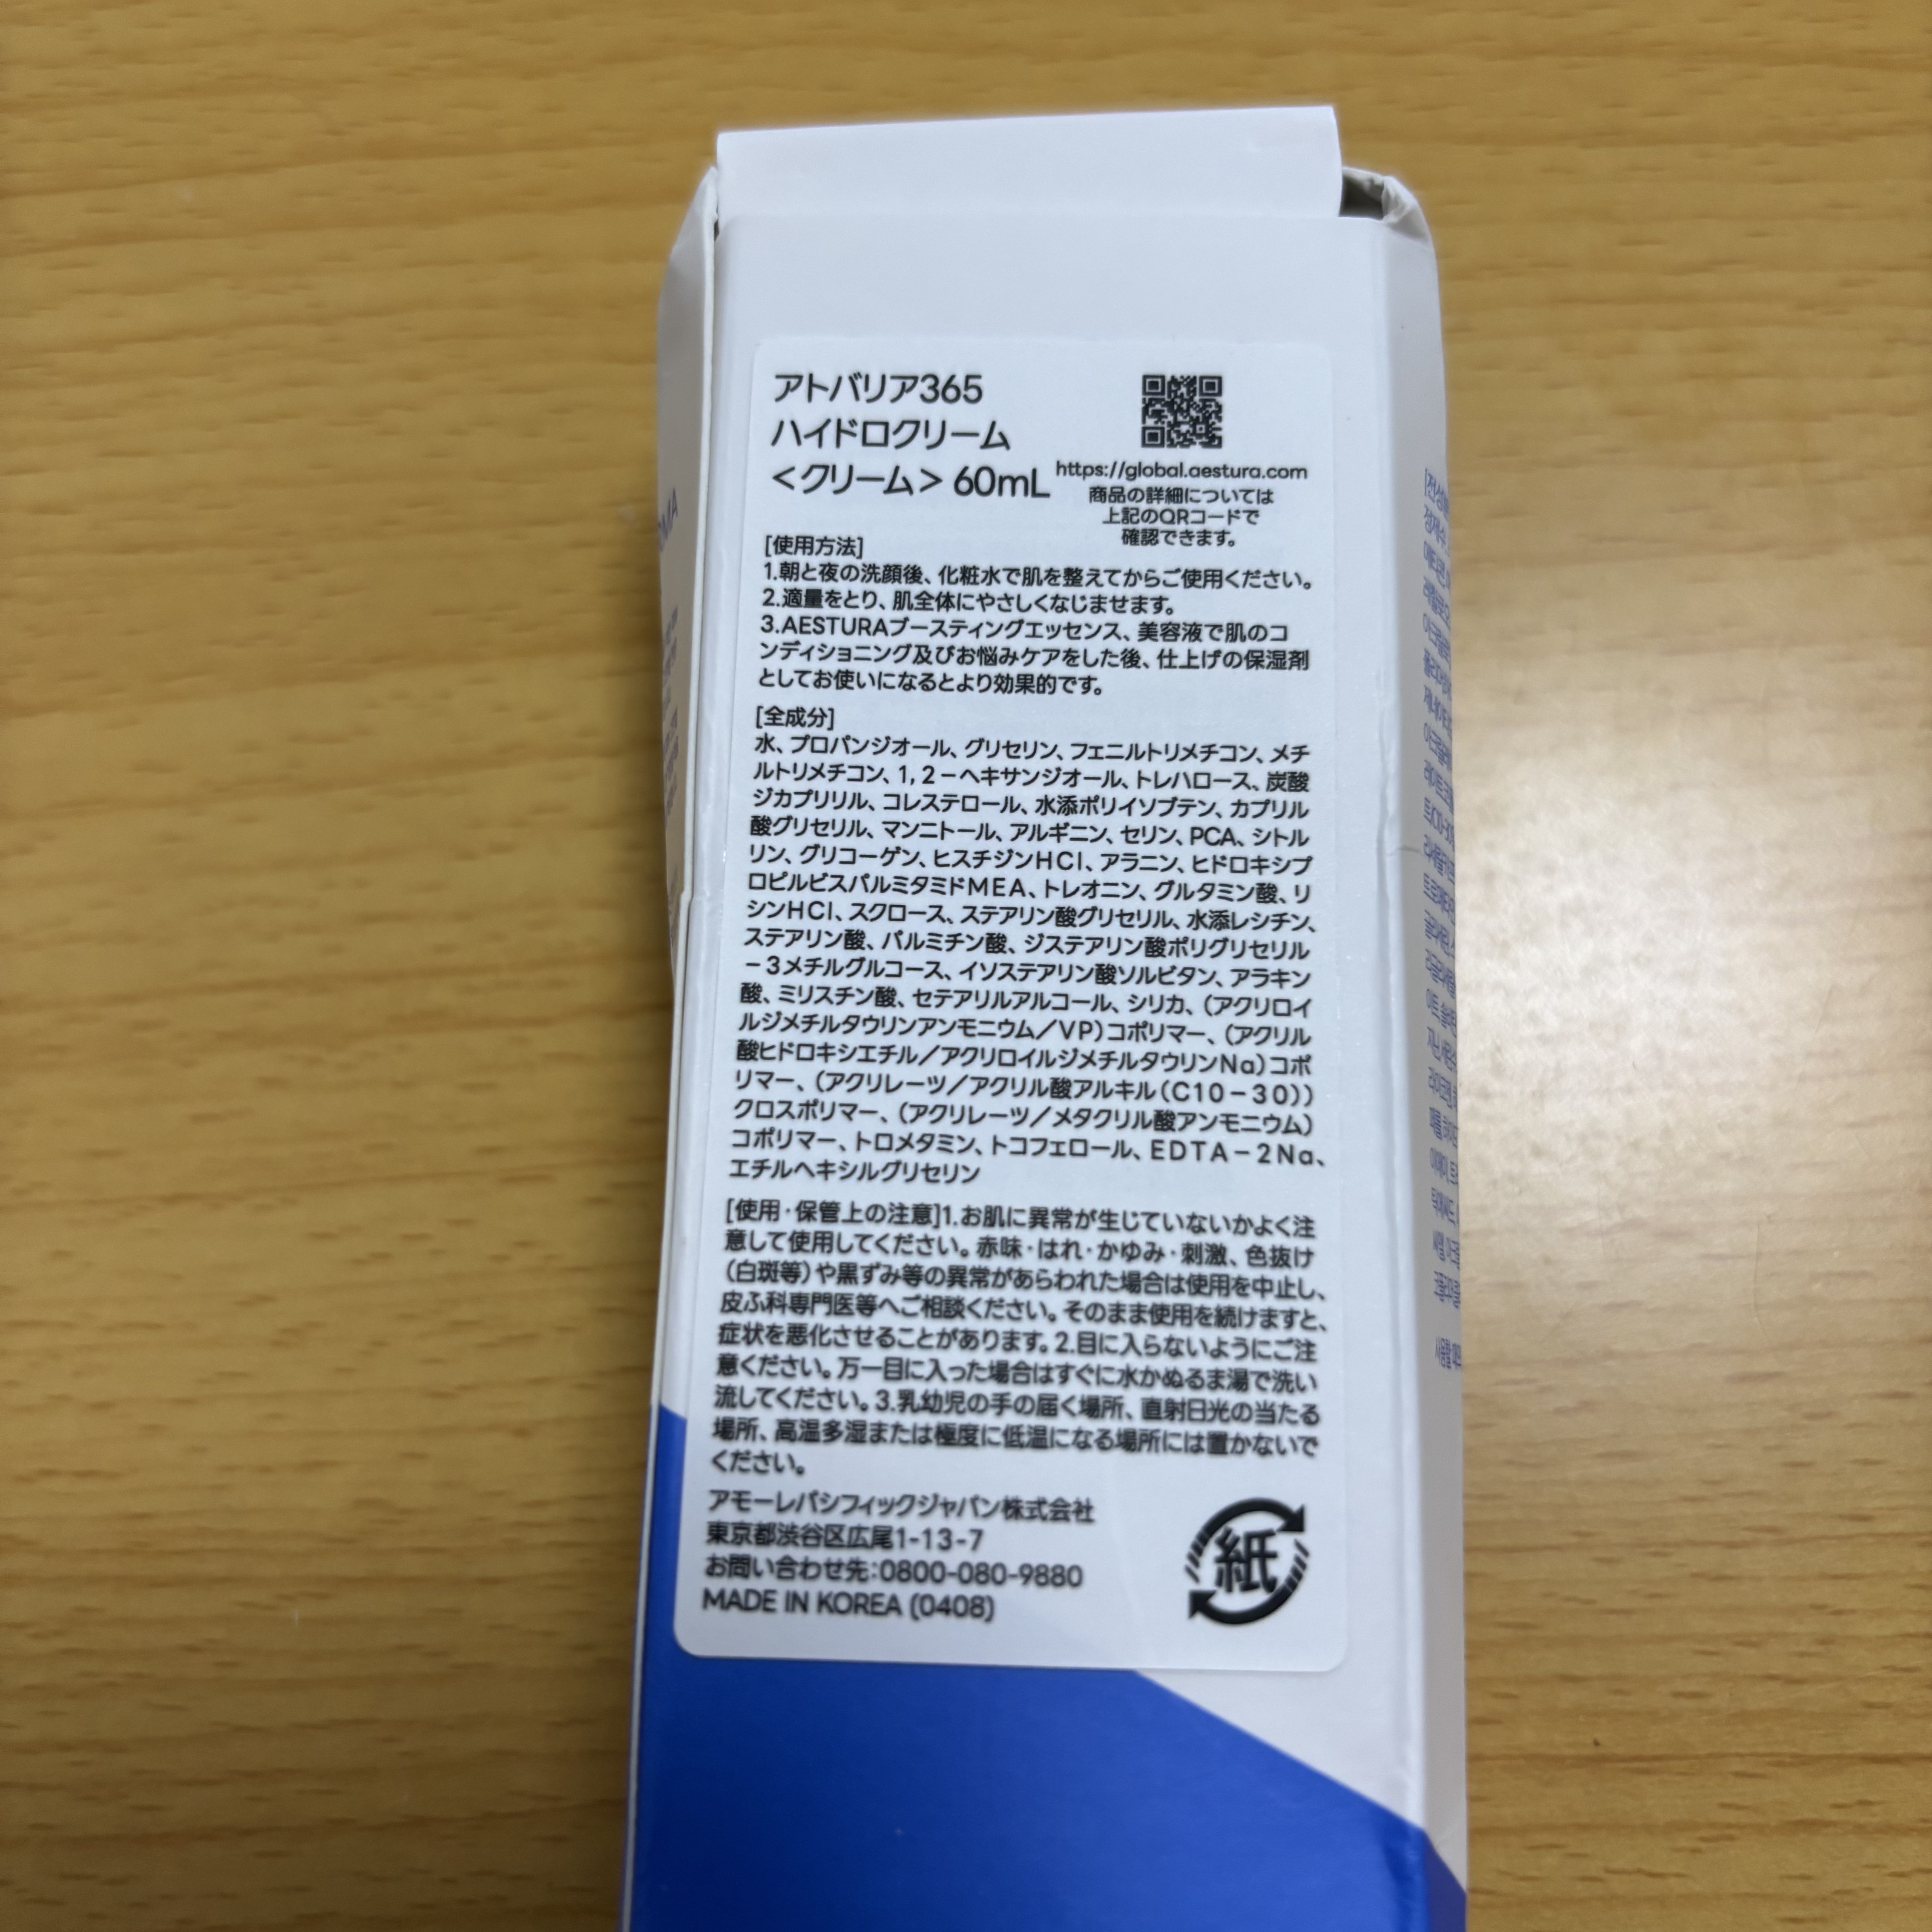 アトバリア365
ハイドロクリーム
<クリーム> 60mL
https://global.aestura.com
商品の詳細については
上記のQRコードで
確認できます。
[使用方法]
1.朝と夜の洗顔後、化粧水で肌を整えてからご使用ください。
2.適量をとり、肌全体にやさしくなじませます。
3.AESTURAブースティングエッセンス、美容液で肌のコ
ンディショニング及びお悩みケアをした後、仕上げの保湿剤
としてお使いになるとより効果的です。
[全成分]
水、プロパンジオール、グリセリン、フェニルトリメチコン、メチ
ルトリメチコン、1,2－ヘキサンジオール、トレハロース、炭酸
ジカプリリル、コレステロール、水添ポリイソブテン、カプリル
酸グリセリル、マンニトール、アルギニン、セリン、PCA、シトル
リン、グリコーゲン、ヒスチジンHCl、アラニン、ヒドロキシプ
ロピルビスパルミタミドMEA、トレオニン、グルタミン酸、リ
シンHCl、スクロース、ステアリン酸グリセリル、水添レシチン、
ステアリン酸、パルミチン酸、ジステアリン酸ポリグリセリル
－3メチルグルコース、イソステアリン酸ソルビタン、アラキン
酸、ミリスチン酸、セテアリルアルコール、シリカ、（アクリロイ
ルジメチルタウリンアンモニウム／VP）コポリマー、（アクリル
酸ヒドロキシエチル／アクリロイルジメチルタウリンNa）コポ
リマー、（アクリレーツ／アクリル酸アルキル（C10－30））
クロスポリマー、（アクリレーツ／メタクリル酸アンモニウム）
コポリマー、トロメタミン、トコフェロール、EDTA－2Na、
エチルヘキシルグリセリン
[使用・保管上の注意]1.お肌に異常が生じていないかよく注
意して使用してください。赤味・はれ・かゆみ・刺激、色抜け
（白斑等）や黒ずみ等の異常があらわれた場合は使用を中止し、
皮ふ科専門医等へご相談ください。そのまま使用を続けますと、
症状を悪化させることがあります。2.目に入らないようにご注
意ください。万一目に入った場合はすぐに水かぬるま湯で洗い
流してください。3.乳幼児の手の届く場所、直射日光の当たる
場所、高温多湿または極度に低温になる場所には置かないで
ください。
アモーレパシフィックジャパン株式会社
東京都渋谷区広尾1-13-7
お問い合わせ先:0800-080-9880
MADE IN KOREA (0408)
紙